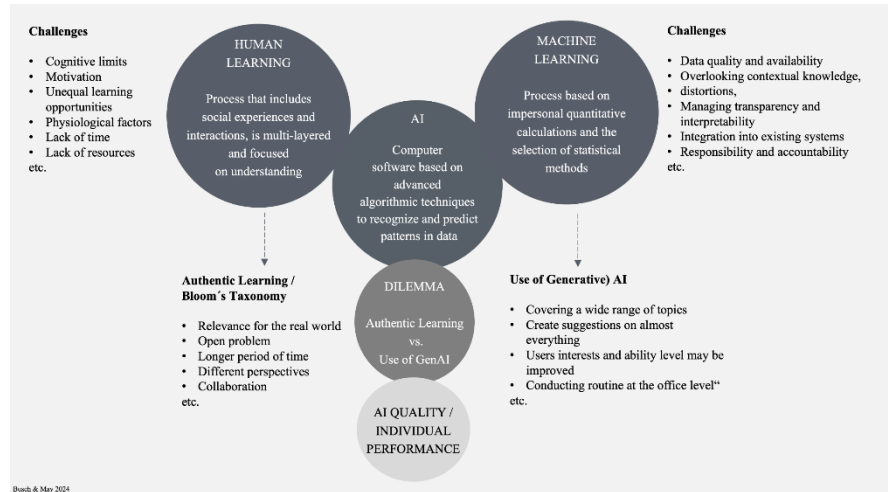 Challenges
• Cognitive limits
• Motivation
• Unequal learning
opportunities
• Physiological factors
• Lack of time
• Lack of resources
etc.
HUMAN
LEARNING
Process that includes
social experiences and
interactions, is multi-layered
and focused
on understanding
AI
Computer
software based on
advanced
algorithmic techniques
to recognize and predict
patterns in data
MACHINE
LEARNING
Process based on
impersonal quantitative
calculations and the
selection of statistical
methods
Challenges
• Data quality and availability
• Overlooking contextual knowledge,
• distortions,
• Managing transparency and
interpretability
• Integration into existing systems
• Responsibility and accountability
etc.
Authentic Learning /
Bloom´s Taxonomy
• Relevance for the real world
• Open problem
• Longer period of time
• Different perspectives
• Collaboration
etc.
DILEMMA
Authentic Learning
vs.
Use of GenAI
AI QUALITY /
INDIVIDUAL
PERFORMANCE
Use of Generative) AI
• Covering a wide range of topics
• Create suggestions on almost
everything
• Users interests and ability level may be
improved
• Conducting routine at the office level“
etc.
Busch & May 2024